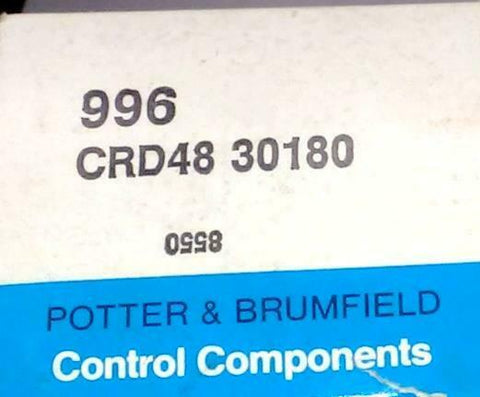 996
CRD48 30180
8550
POTTER & BRUMFIELD
Control Components